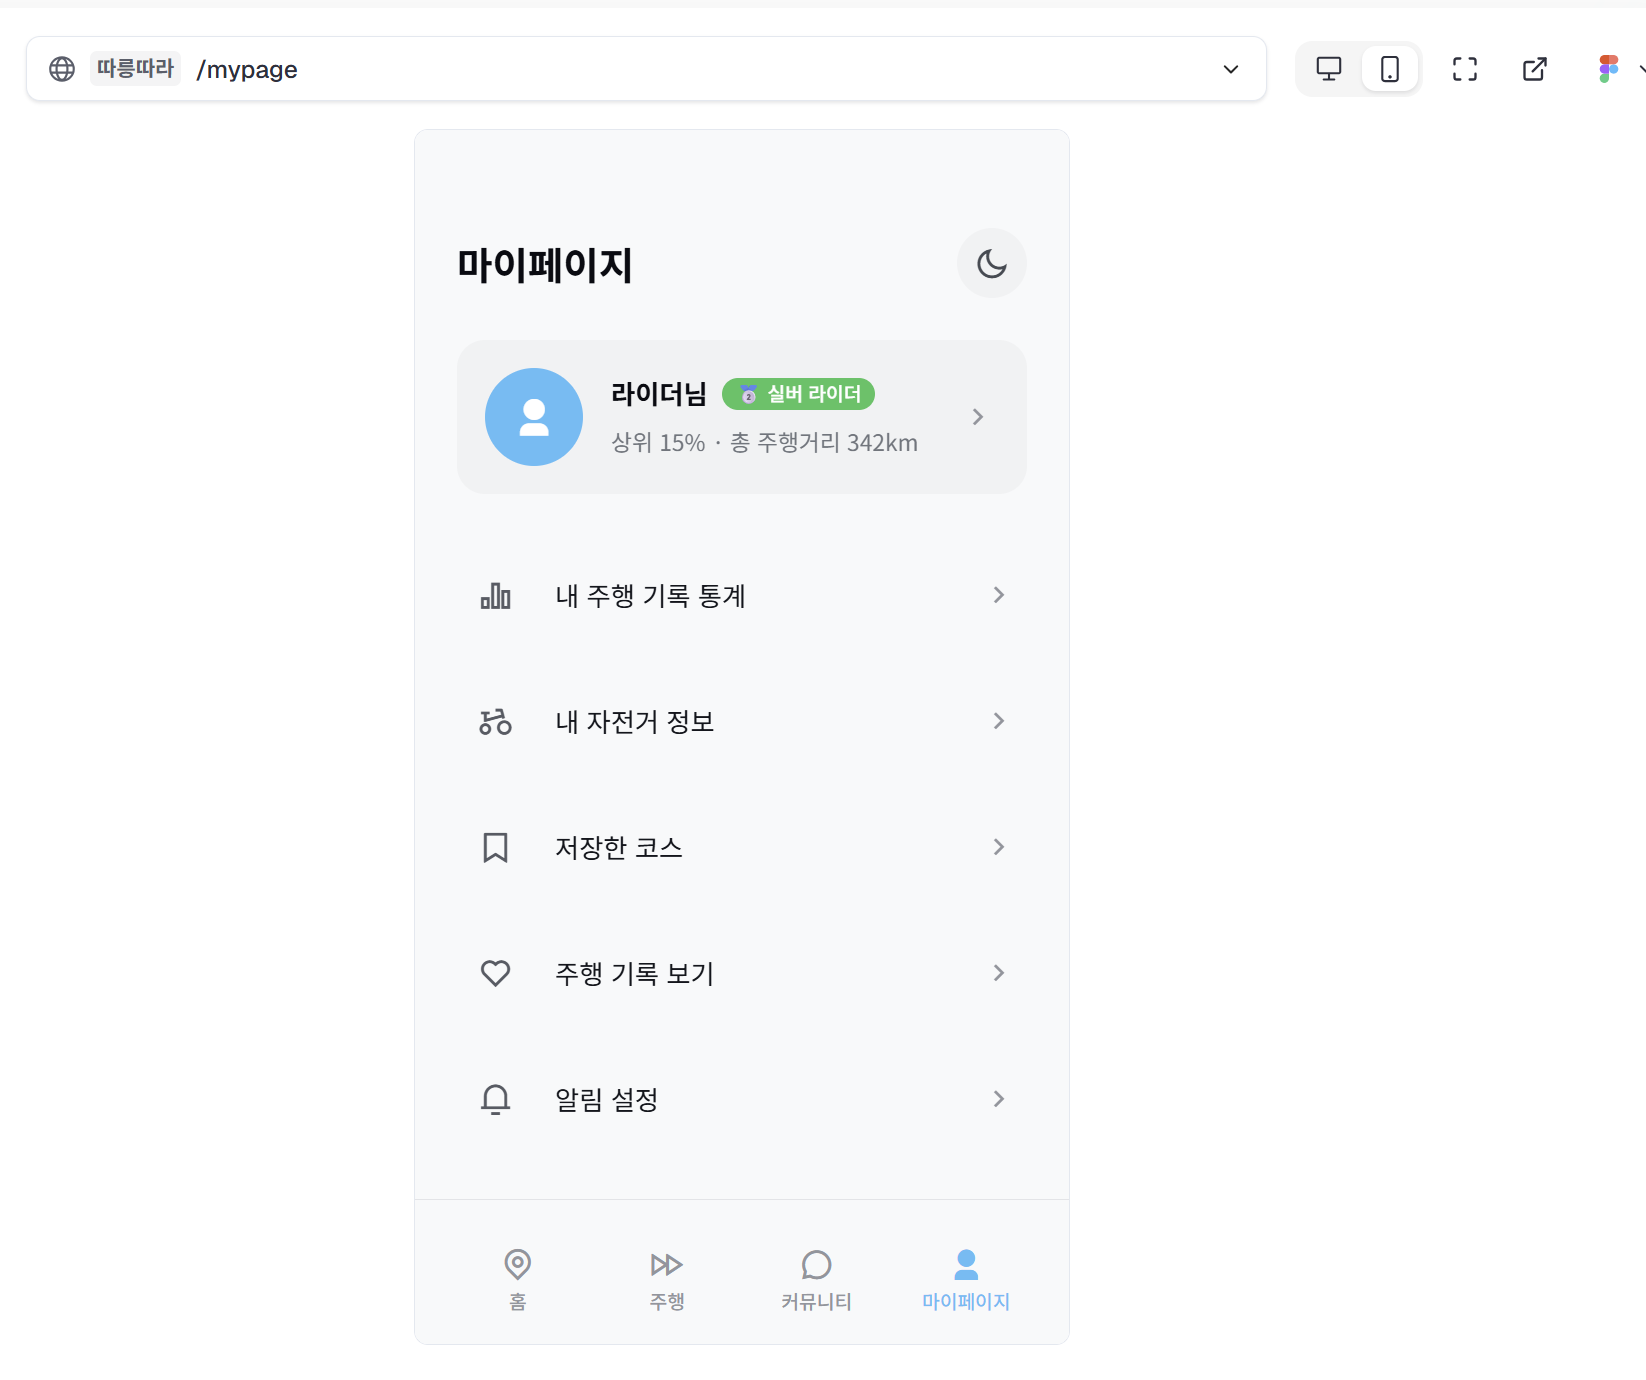 따릉따라 /mypage
마이페이지
라이더님 2 실버 라이더
상위 15% · 총 주행거리 342km
내 주행 기록 통계
내 자전거 정보
저장한 코스
주행 기록 보기
알림 설정
홈 주행 커뮤니티 마이페이지